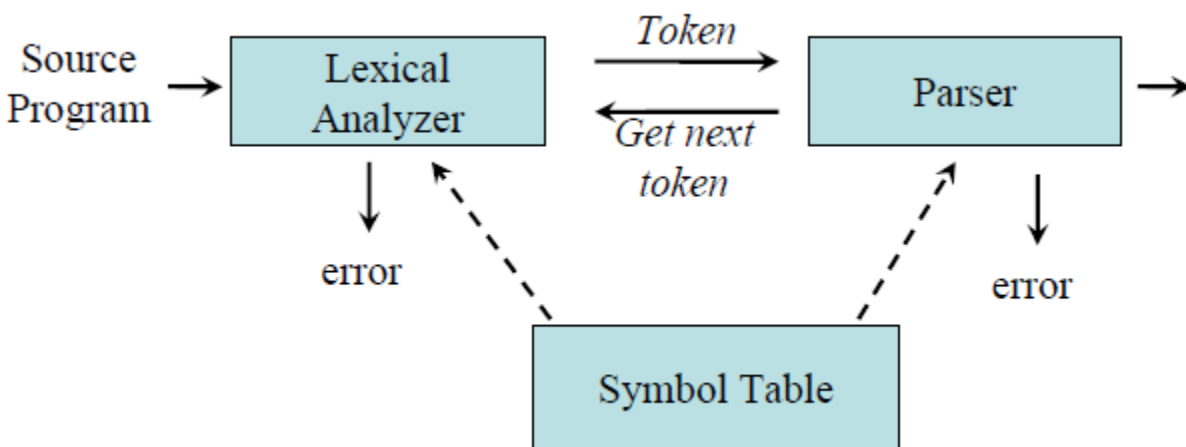 Source
Program
Lexical
Analyzer
Token
Get next
token
Parser
error
error
Symbol Table